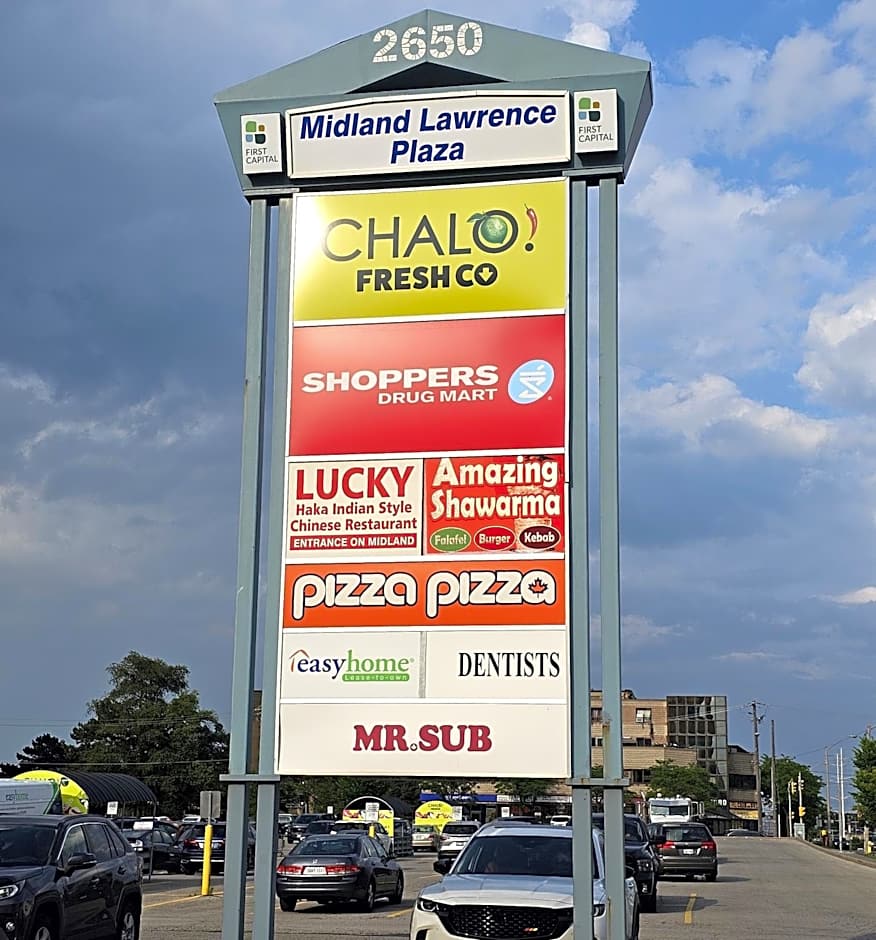 2650
FIRST
CAPITAL
Midland Lawrence
Plaza
FIRST
CAPITAL
CHALO!
FRESHCO
SHOPPERS
DRUG MART
LUCKY
Haka Indian Style
Chinese Restaurant
ENTRANCE ON MIDLAND
Amazing
Shawarma
Falafel Burger Kebab
pizza pizza
easyhome®
Lease-to-own
DENTISTS
MR.SUB